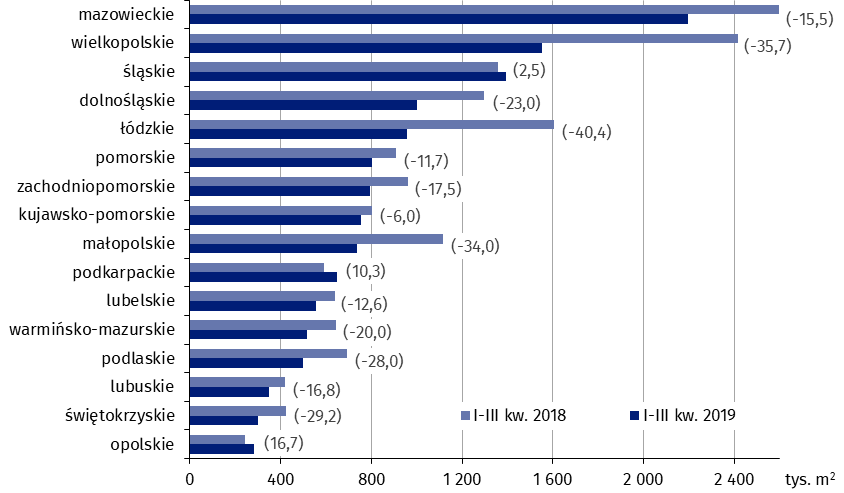 mazowieckie (-15,5)
wielkopolskie (-35,7)
śląskie (2,5)
dolnośląskie (-23,0)
łódzkie (-40,4)
pomorskie (-11,7)
zachodniopomorskie (-17,5)
kujawsko-pomorskie (-6,0)
małopolskie (-34,0)
podkarpackie (10,3)
lubelskie (-12,6)
warmińsko-mazurskie (-20,0)
podlaskie (-28,0)
lubuskie (-16,8)
świętokrzyskie (-29,2)
I-III kw. 2018 I-III kw. 2019
opolskie (16,7)
0 400 800 1 200 1 600 2 000 2 400 tys. m²